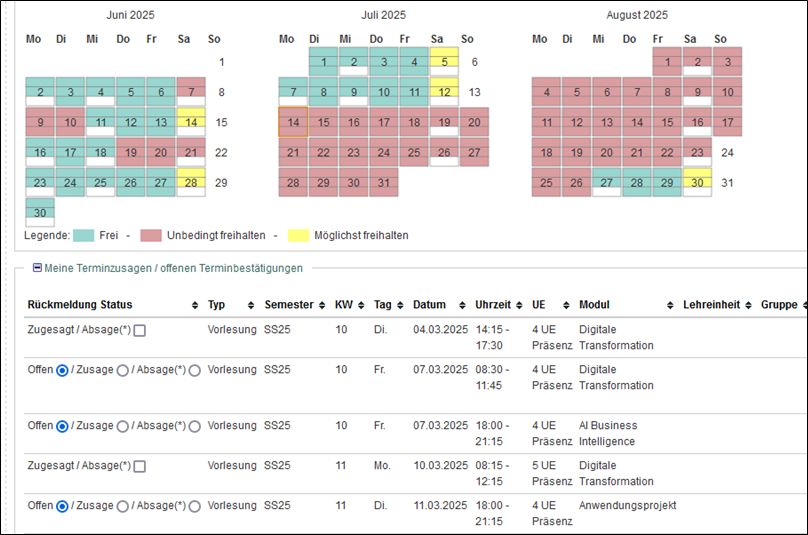 Juni 2025
Juli 2025
August 2025
Mo Di Mi Do Fr Sa So
Mo Di Mi Do Fr Sa So
Mo Di Mi Do Fr Sa So
1
1 2 3 4 5 6
1 2 3
2 3 4 5 6 7 8
7 8 9 10 11 12 13
4 5 6 7 8 9 10
9 10 11 12 13 14 15
14 15 16 17 18 19 20
11 12 13 14 15 16 17
16 17 18 19 20 21 22
21 22 23 24 25 26 27
18 19 20 21 22 23 24
23 24 25 26 27 28 29
28 29 30 31
25 26 27 28 29 30 31
30
Legende: Frei - Unbedingt freihalten - Möglichst freihalten
Meine Terminzusagen / offenen Terminbestätigungen
Rückmeldung Status Typ Semester KW Tag Datum Uhrzeit UE Modul Lehreinheit Gruppe
Zugesagt / Absage(*) Vorlesung SS25 10 Di. 04.03.2025 14:15 - 4 UE Digitale
17:30 Präsenz Transformation
Offen / Zusage / Absage(*) Vorlesung SS25 10 Fr. 07.03.2025 08:30 - 4 UE Digitale
11:45 Präsenz Transformation
Offen / Zusage / Absage(*) Vorlesung SS25 10 Fr. 07.03.2025 18:00 - 4 UE AI Business
21:15 Präsenz Intelligence
Zugesagt / Absage(*) Vorlesung SS25 11 Mo. 10.03.2025 08:15 - 5 UE Digitale
12:15 Präsenz Transformation
Offen / Zusage / Absage(*) Vorlesung SS25 11 Di. 11.03.2025 18:00 - 4 UE Anwendungsprojekt
21:15 Präsenz